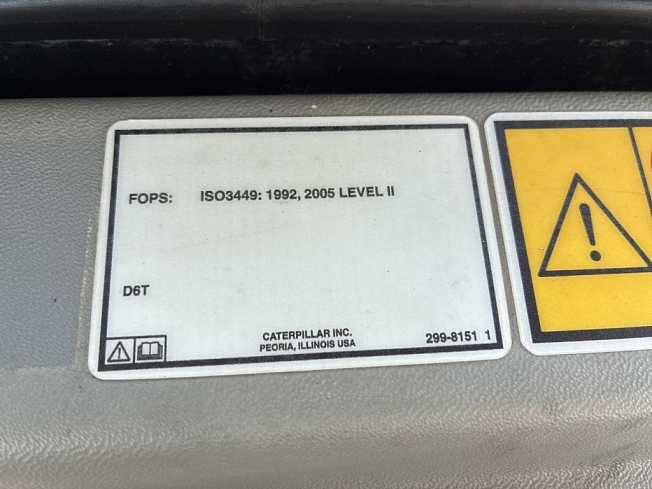 FOPS: ISO3449: 1992, 2005 LEVEL II
D6T
CATERPILLAR INC.
PEORIA, ILLINOIS USA
299-8151 1